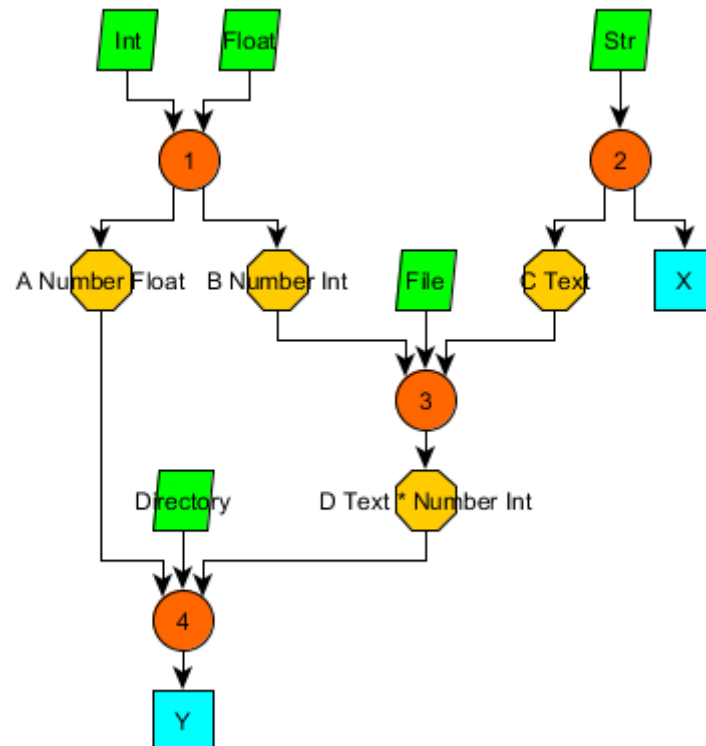 Int
Float
Str
1
2
A Number Float
B Number Int
File
C Text
X
3
Directory
D Text * Number Int
4
Y